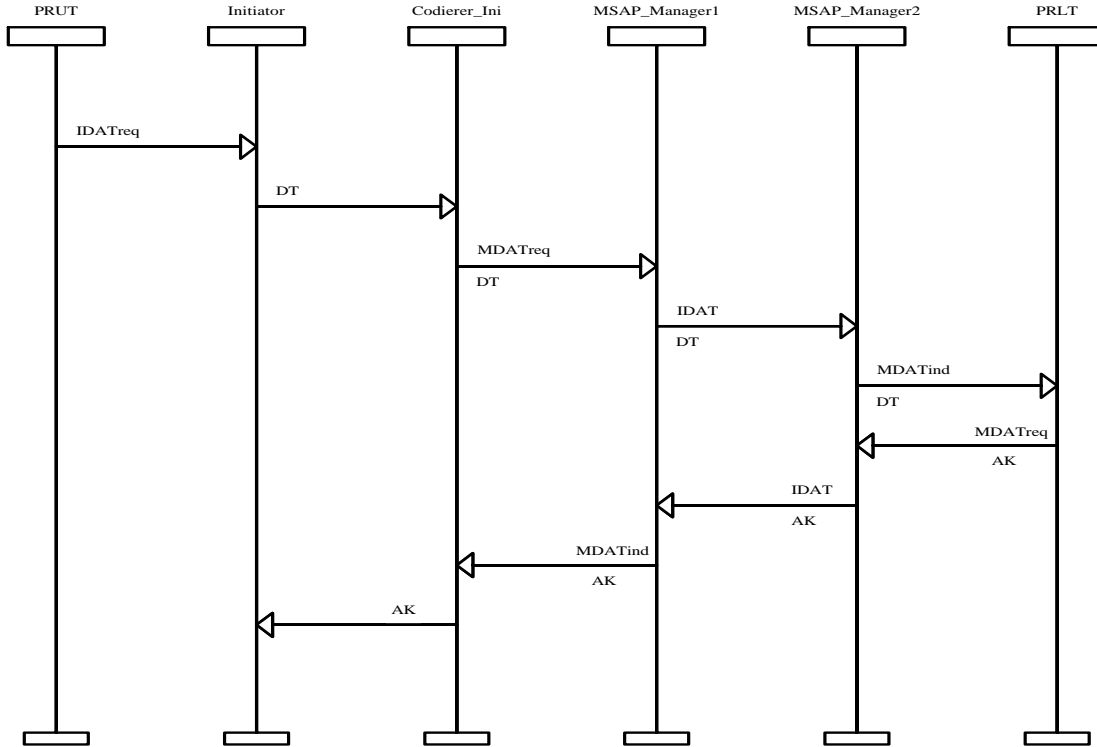 PRUT
Initiator
Codierer_Ini
MSAP_Manager1
MSAP_Manager2
PRLT
IDATreq
DT
MDATreq
DT
IDAT
DT
MDATind
DT
MDATreq
AK
IDAT
AK
MDATind
AK
AK